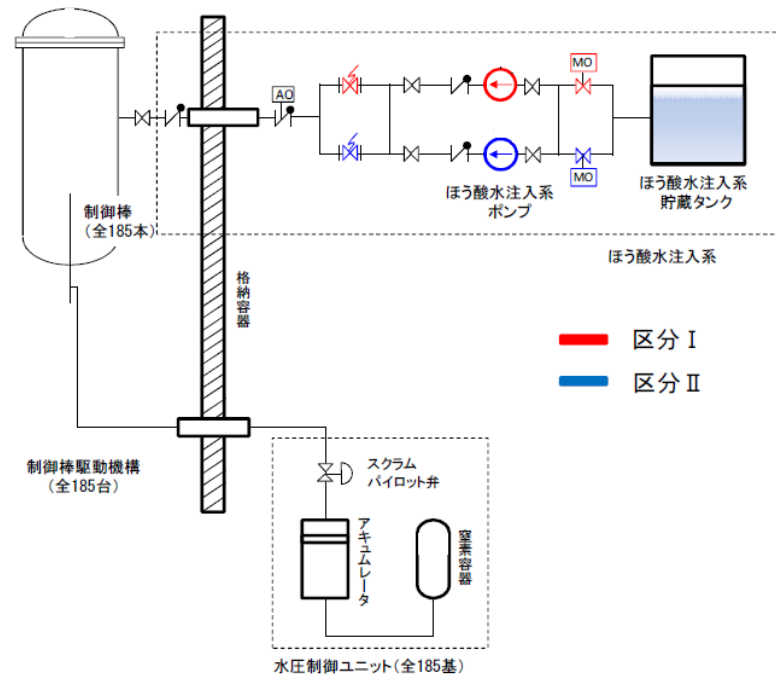 AO
MO
MO
制御棒
(全185本)
ほう酸水注入系
ポンプ
ほう酸水注入系
貯蔵タンク
ほう酸水注入系
格納容器
区分Ⅰ
区分Ⅱ
制御棒駆動機構
(全185台)
スクラム
パイロット弁
アキュムレータ
窒素容器
水圧制御ユニット(全185基)